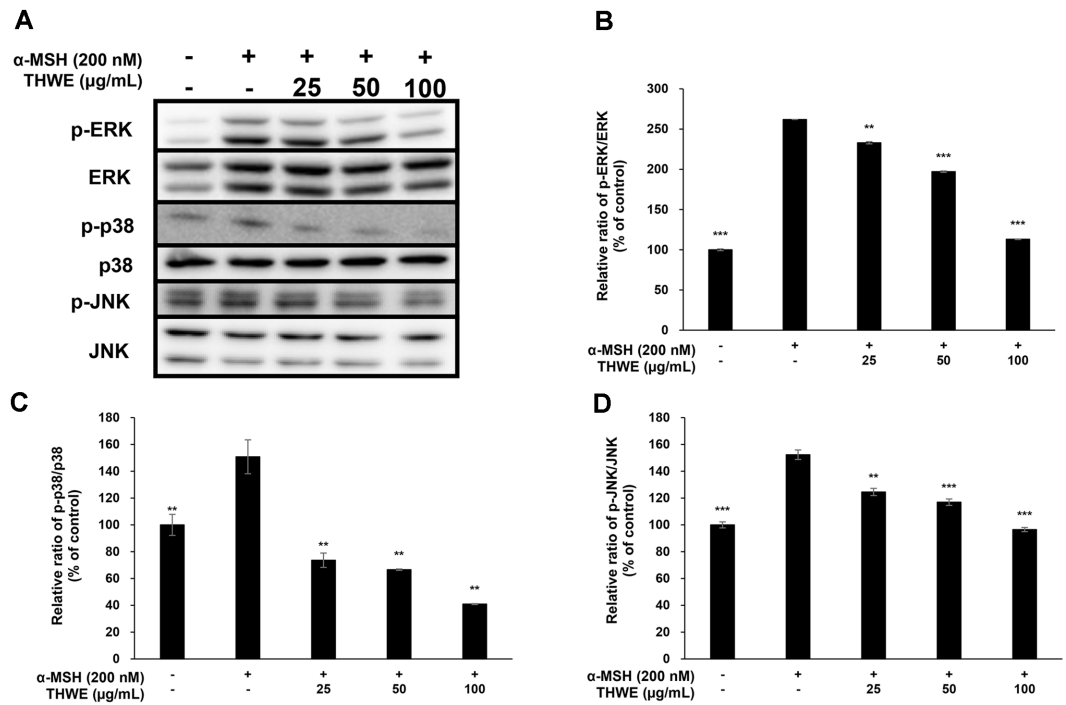 A
α-MSH (200 nM) - + + + +
THWE (μg/mL) - - 25 50 100
p-ERK
ERK
p-p38
p38
p-JNK
JNK
B
Relative ratio of p-ERK/ERK
(% of control)
300
250
200
150
100
50
0
***
**
***
***
α-MSH (200 nM) - + + + +
THWE (μg/mL) - - 25 50 100
C
Relative ratio of p-p38/p38
(% of control)
180
160
140
120
100
80
60
40
20
0
**
**
**
**
α-MSH (200 nM) - + + + +
THWE (μg/mL) - - 25 50 100
D
Relative ratio of p-JNK/JNK
(% of control)
180
160
140
120
100
80
60
40
20
0
***
**
***
***
α-MSH (200 nM) - + + + +
THWE (μg/mL) - - 25 50 100